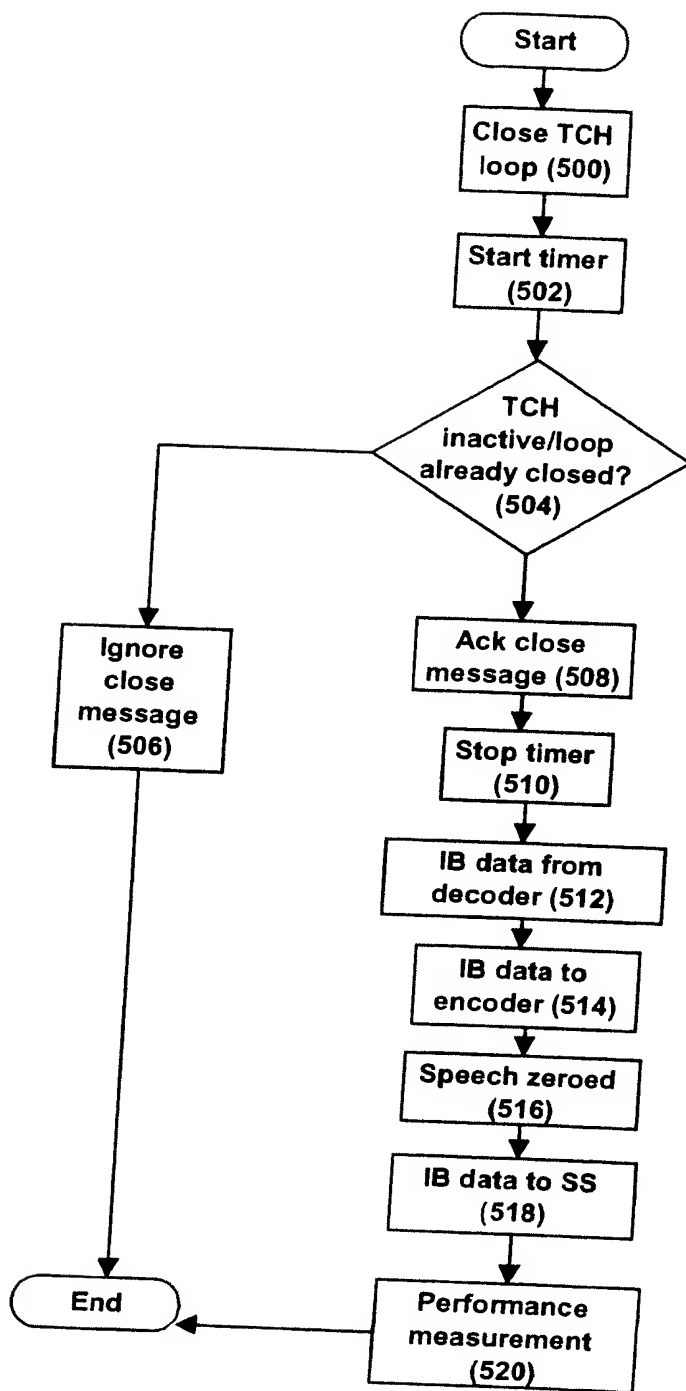 Start
Close TCH
loop (500)
Start timer
(502)
TCH
inactive/loop
already closed?
(504)
Ignore
close
message
(506)
Ack close
message (508)
Stop timer
(510)
IB data from
decoder (512)
IB data to
encoder (514)
Speech zeroed
(516)
IB data to SS
(518)
End
Performance
measurement
(520)